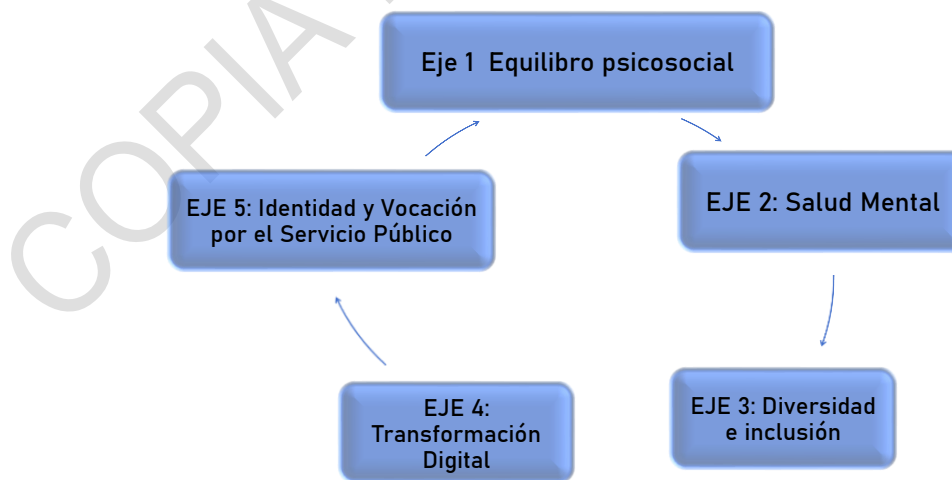 Eje 1 Equilibro psicosocial
EJE 2: Salud Mental
EJE 3: Diversidad
e inclusión
EJE 4:
Transformación
Digital
EJE 5: Identidad y Vocación
por el Servicio Público
COPIA